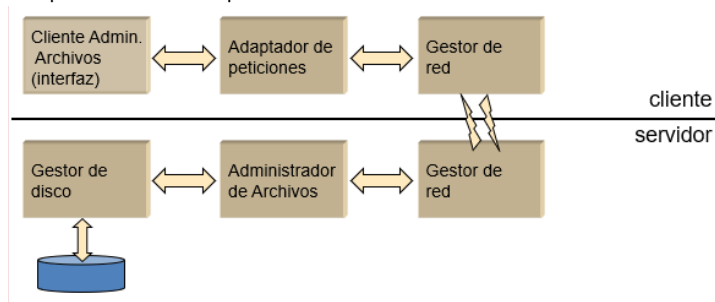 Cliente Admin.
Archivos
(interfaz)
Adaptador de
peticiones
Gestor de
red
cliente
servidor
Gestor de
disco
Administrador
de Archivos
Gestor de
red